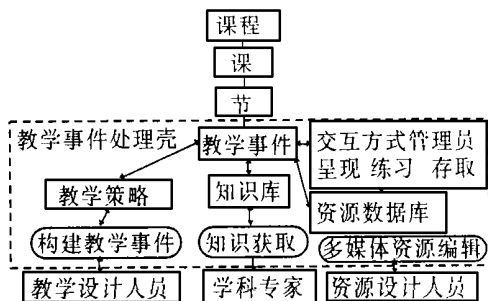 课程
课
节
教学事件处理壳
教学事件
交互方式管理员
呈现 练习 存取
教学策略
知识库
资源数据库
构建教学事件
知识获取
多媒体资源编辑
教学设计人员
学科专家
资源设计人员